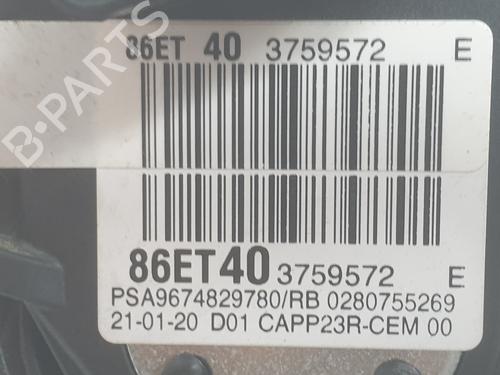 86ET 40 3759572 E
B-PARTS
86ET40 3759572 E
PSA9674829780/RB 0280755269
21-01-20 D01 CAPP23R-CEM 00